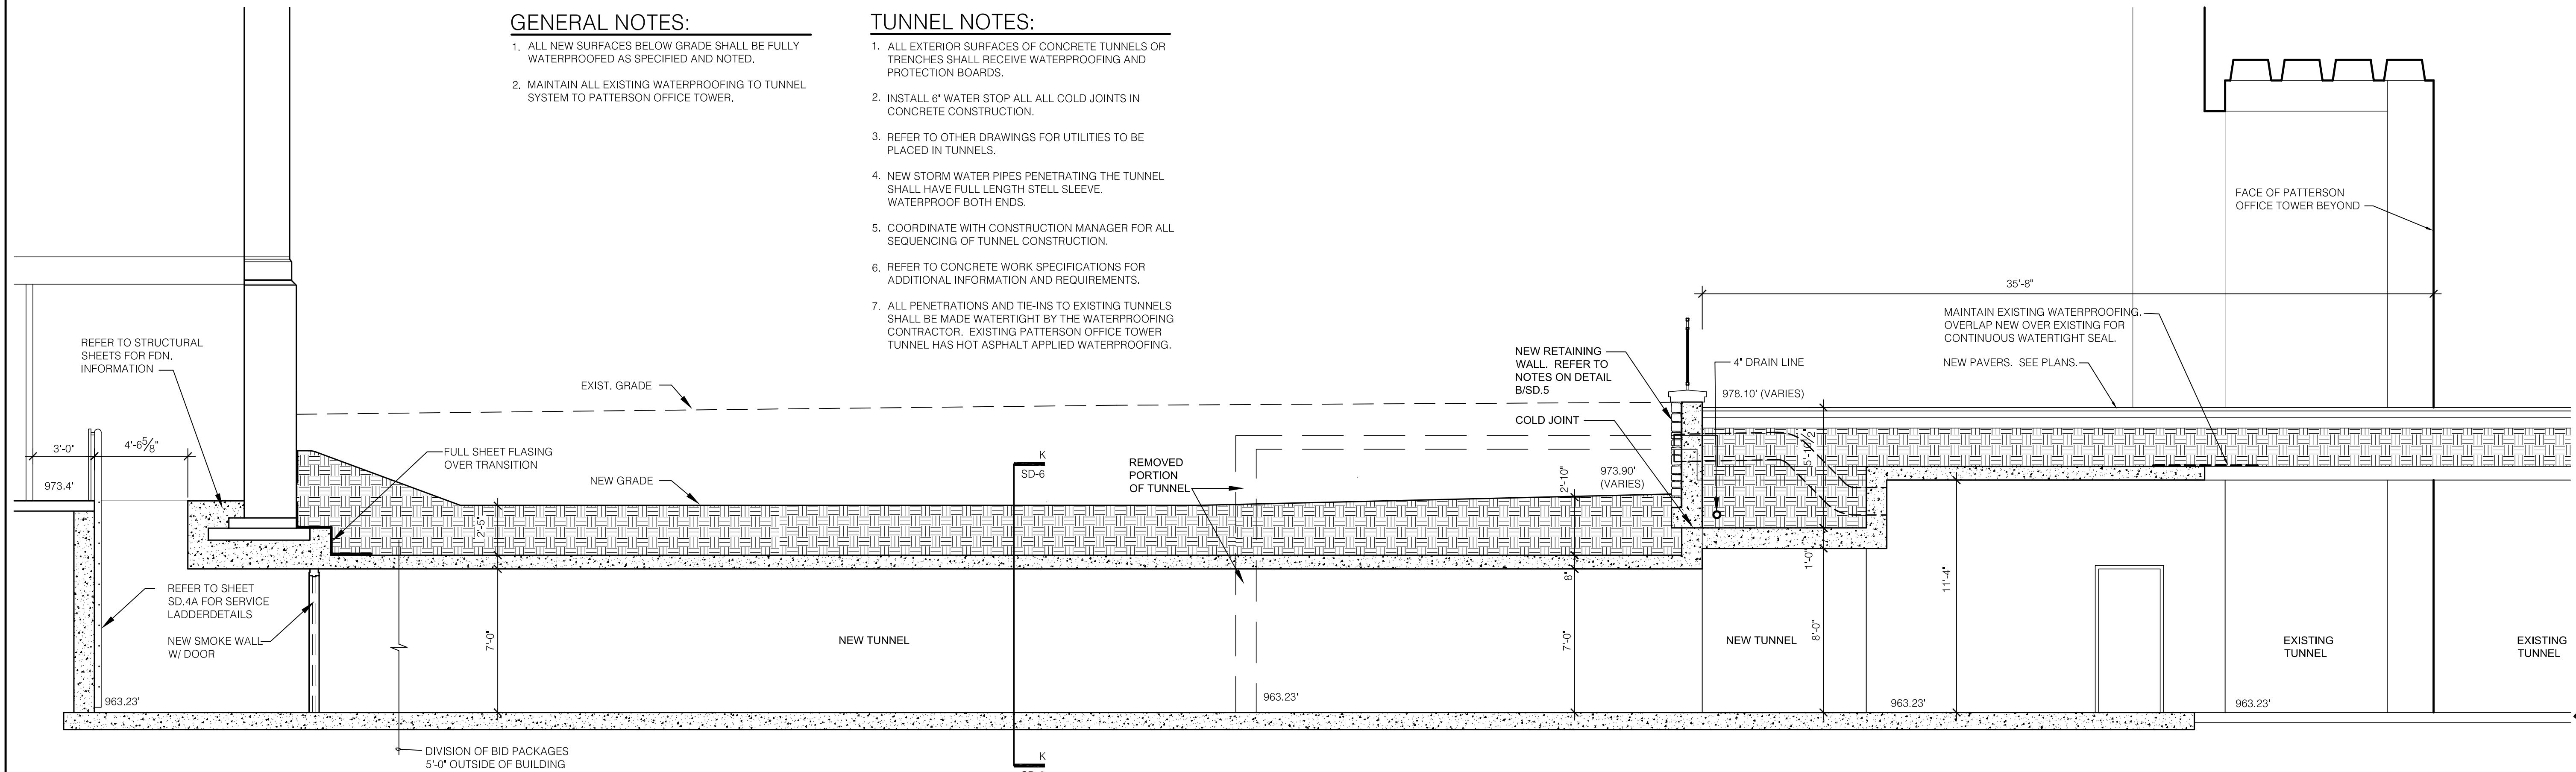 GENERAL NOTES:
1. ALL NEW SURFACES BELOW GRADE SHALL BE FULLY
WATERPROOFED AS SPECIFIED AND NOTED.
2. MAINTAIN ALL EXISTING WATERPROOFING TO TUNNEL
SYSTEM TO PATTERSON OFFICE TOWER.
TUNNEL NOTES:
1. ALL EXTERIOR SURFACES OF CONCRETE TUNNELS OR
TRENCHES SHALL RECEIVE WATERPROOFING AND
PROTECTION BOARDS.
2. INSTALL 6" WATER STOP ALL ALL COLD JOINTS IN
CONCRETE CONSTRUCTION.
3. REFER TO OTHER DRAWINGS FOR UTILITIES TO BE
PLACED IN TUNNELS.
4. NEW STORM WATER PIPES PENETRATING THE TUNNEL
SHALL HAVE FULL LENGTH STELL SLEEVE.
WATERPROOF BOTH ENDS.
5. COORDINATE WITH CONSTRUCTION MANAGER FOR ALL
SEQUENCING OF TUNNEL CONSTRUCTION.
6. REFER TO CONCRETE WORK SPECIFICATIONS FOR
ADDITIONAL INFORMATION AND REQUIREMENTS.
7. ALL PENETRATIONS AND TIE-INS TO EXISTING TUNNELS
SHALL BE MADE WATERTIGHT BY THE WATERPROOFING
CONTRACTOR. EXISTING PATTERSON OFFICE TOWER
TUNNEL HAS HOT ASPHALT APPLIED WATERPROOFING.
FACE OF PATTERSON
OFFICE TOWER BEYOND
35'-8"
MAINTAIN EXISTING WATERPROOFING.
OVERLAP NEW OVER EXISTING FOR
CONTINUOUS WATERTIGHT SEAL.
NEW PAVERS. SEE PLANS.
REFER TO STRUCTURAL
SHEETS FOR FDN.
INFORMATION
EXIST. GRADE
NEW RETAINING
WALL. REFER TO
NOTES ON DETAIL
B/SD.5
4" DRAIN LINE
978.10' (VARIES)
COLD JOINT
3'-0"
4'-6 5/8"
973.4'
FULL SHEET FLASING
OVER TRANSITION
NEW GRADE
K
SD-6
REMOVED
PORTION
OF TUNNEL
2'-10"
973.90'
(VARIES)
2'-5"
8"
1'-0"
11'-4"
REFER TO SHEET
SD.4A FOR SERVICE
LADDERDETAILS
NEW SMOKE WALL
W/ DOOR
7'-0"
NEW TUNNEL
7'-0"
NEW TUNNEL
8'-0"
EXISTING
TUNNEL
EXISTING
TUNNEL
963.23'
963.23'
963.23'
963.23'
DIVISION OF BID PACKAGES
5'-0" OUTSIDE OF BUILDING
K